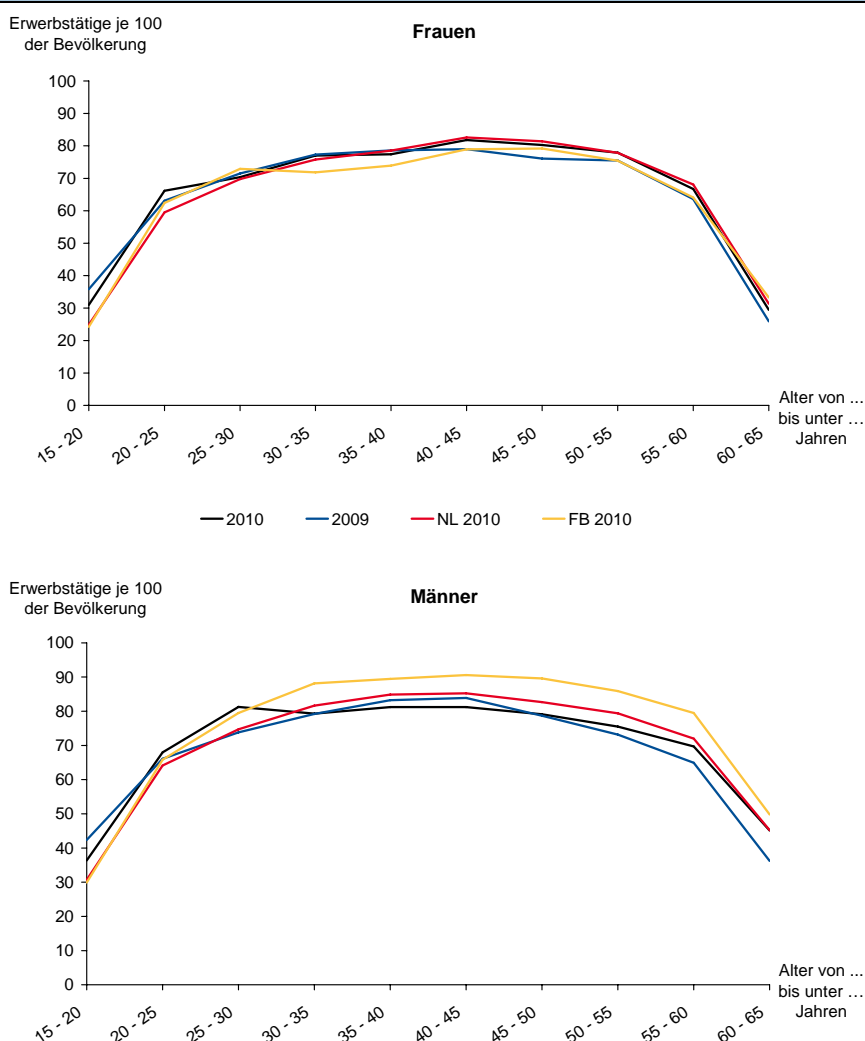 Erwerbstätige je 100
der Bevölkerung
Frauen
100
90
80
70
60
50
40
30
20
10
0
15 - 20
20 - 25
25 - 30
30 - 35
35 - 40
40 - 45
45 - 50
50 - 55
55 - 60
60 - 65
Alter von ...
bis unter ...
Jahren
2010
2009
NL 2010
FB 2010
Erwerbstätige je 100
der Bevölkerung
Männer
100
90
80
70
60
50
40
30
20
10
0
15 - 20
20 - 25
25 - 30
30 - 35
35 - 40
40 - 45
45 - 50
50 - 55
55 - 60
60 - 65
Alter von ...
bis unter ...
Jahren